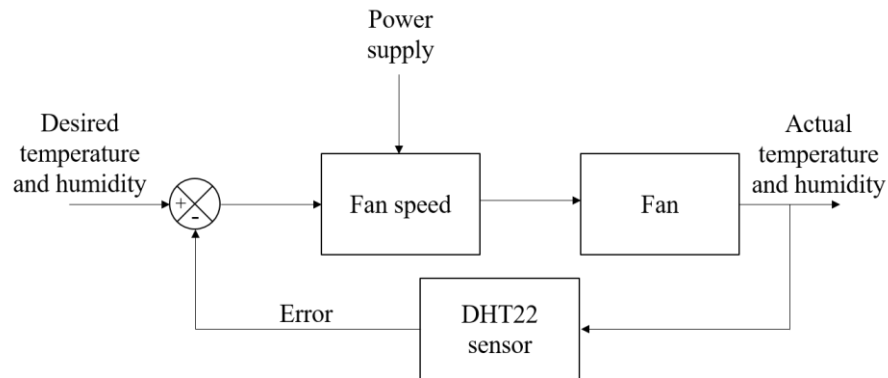 Power
supply
Desired
temperature
and humidity
Actual
temperature
and humidity
+
-
Fan speed
Fan
Error
DHT22
sensor